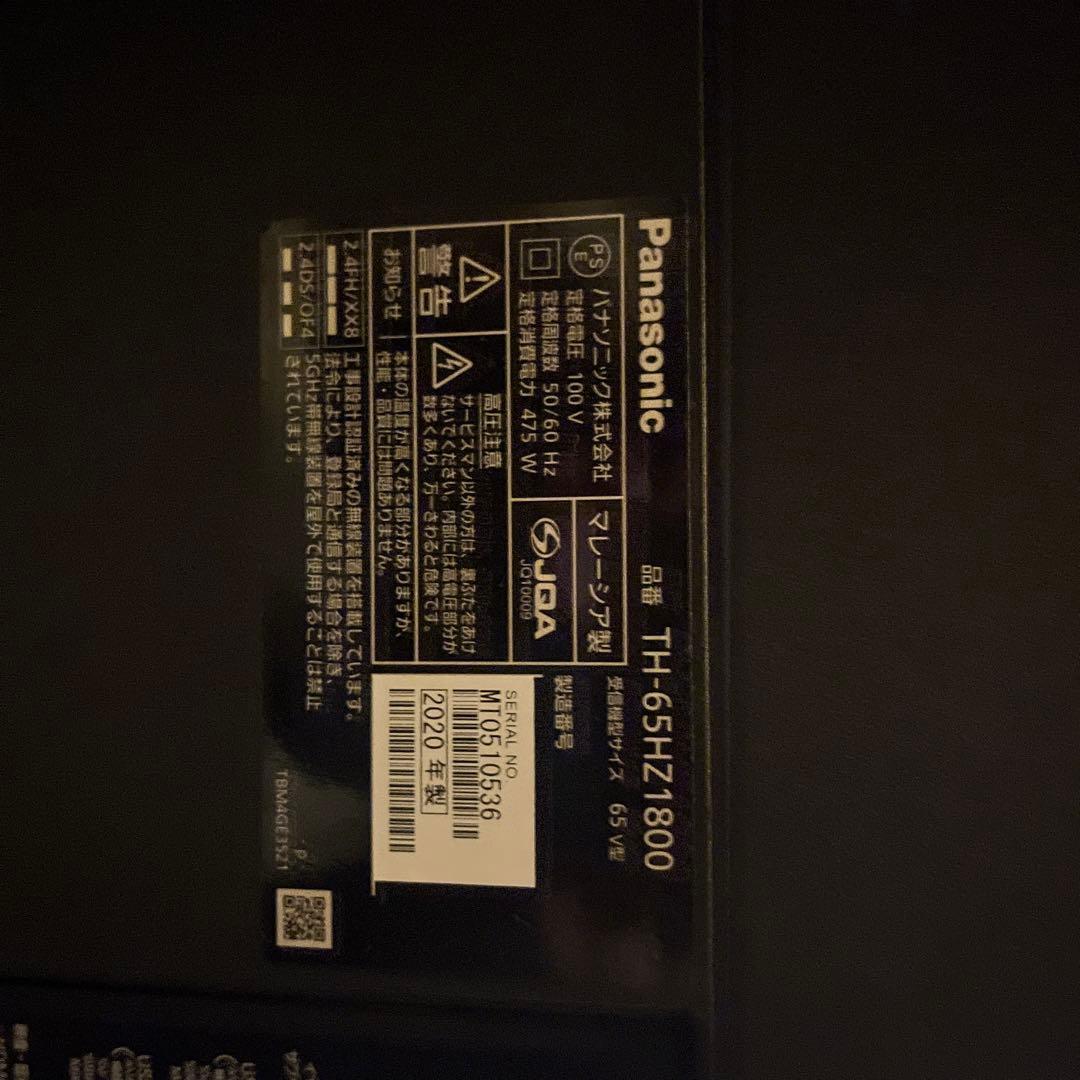 Panasonic
品番 TH-65HZ1800
受信機型サイズ 65 V型
PS
E
パナソニック株式会社
定格電圧 100 V
定格周波数 50/60 Hz
定格消費電力 475 W
マレーシア製
JQA
JQ10009
製造番号
SERIAL NO.
MT0510536
2020 年製
警告
高圧注意
サービスマン以外の方は、裏ぶたをあけ
ないでください。内部には高電圧部分が
数多くあり、万一さわると危険です。
お知らせ
本体の温度が高くなる部分がありますが、
性能・品質には問題ありません。
2.4FH/XX8
2.4DS/OF4
工事設計認証済みの無線装置を搭載しています。
法令により、登録局と通信する場合を除き、
5GHz帯無線装置を屋外で使用することは禁止
されています。
P
TBM4GE3521